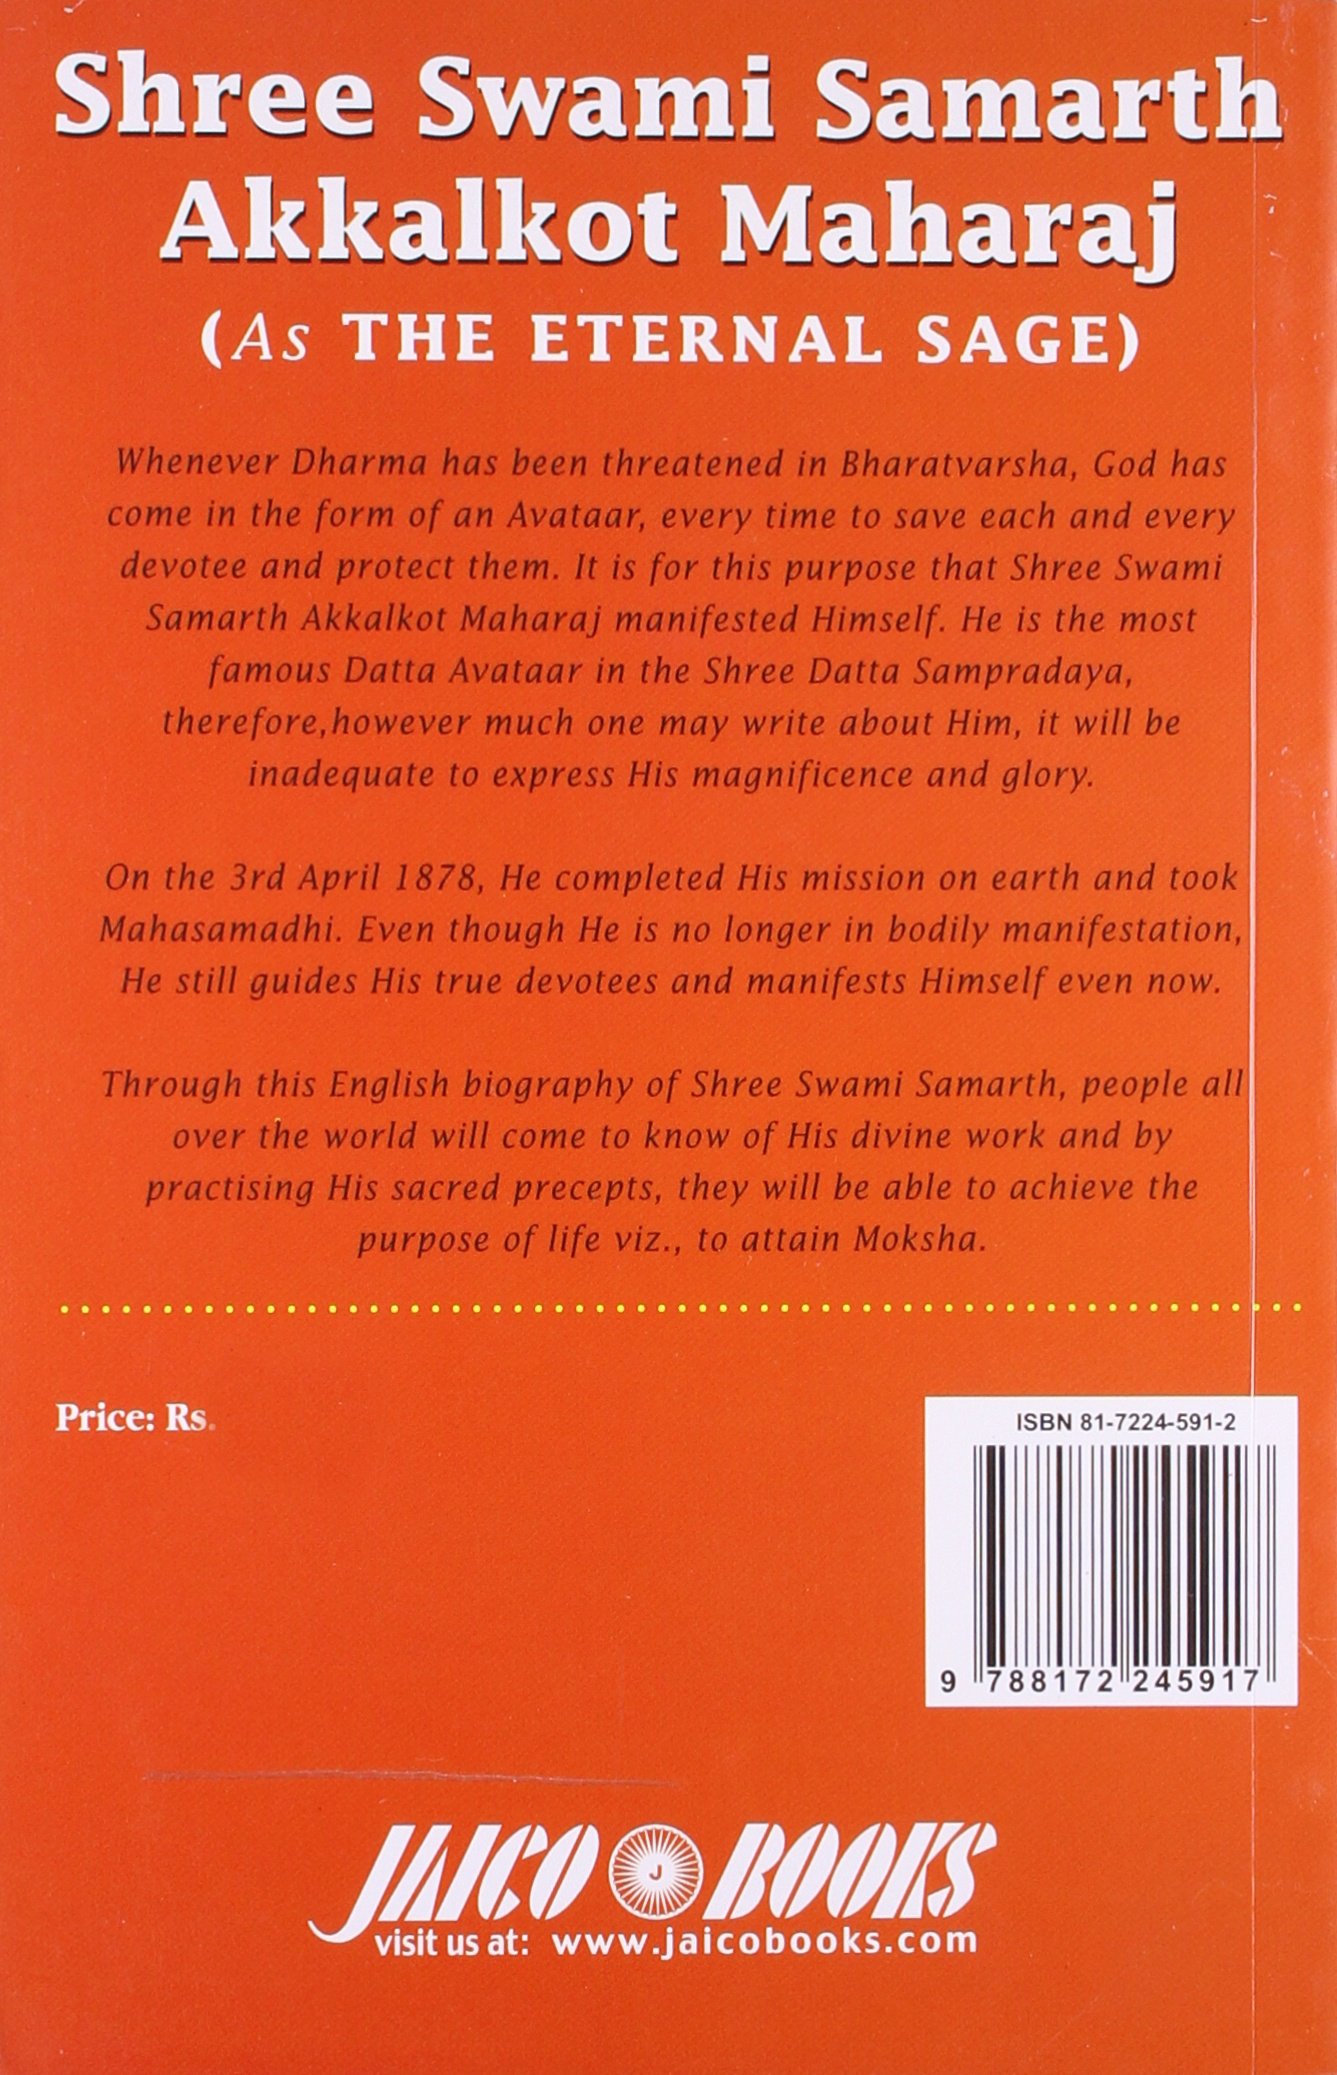 Shree Swami Samarth
Akkalkot Maharaj
(As THE ETERNAL SAGE)
Whenever Dharma has been threatened in Bharatvarsha, God has
come in the form of an Avataar, every time to save each and every
devotee and protect them. It is for this purpose that Shree Swami
Samarth Akkalkot Maharaj manifested Himself. He is the most
famous Datta Avataar in the Shree Datta Sampradaya,
therefore,however much one may write about Him, it will be
inadequate to express His magnificence and glory.
On the 3rd April 1878, He completed His mission on earth and took
Mahasamadhi. Even though He is no longer in bodily manifestation,
He still guides His true devotees and manifests Himself even now.
Through this English biography of Shree Swami Samarth, people all
over the world will come to know of His divine work and by
practising His sacred precepts, they will be able to achieve the
purpose of life viz., to attain Moksha.
Price: Rs.
ISBN 81-7224-591-2
9 788172 245917
JAICO J BOOKS
visit us at: www.jaicobooks.com